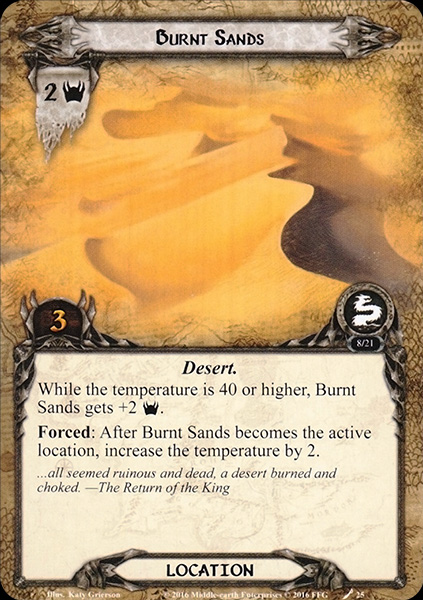 Burnt Sands
2
3
8/21
Desert.
While the temperature is 40 or higher, Burnt
Sands gets +2 .
Forced: After Burnt Sands becomes the active
location, increase the temperature by 2.
...all seemed ruinous and dead, a desert burned and
choked. —The Return of the King
LOCATION
Illus. Katy Grierson © 2016 Middle-earth Enterprises © 2016 FFG 25